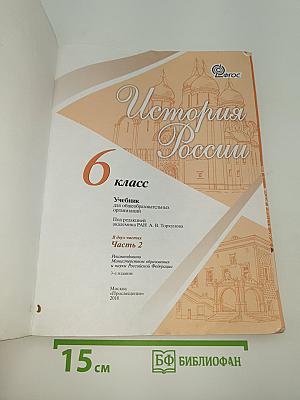 ФГОС
История
России
6 класс
Учебник
для общеобразовательных
организаций
Под редакцией
академика РАН А. В. Торкунова
В двух частях
Часть 2
Рекомендовано
Министерством образования
и науки Российской Федерации
Москва
«Просвещение»
2018
15 см
БФ БИБЛИОФАН